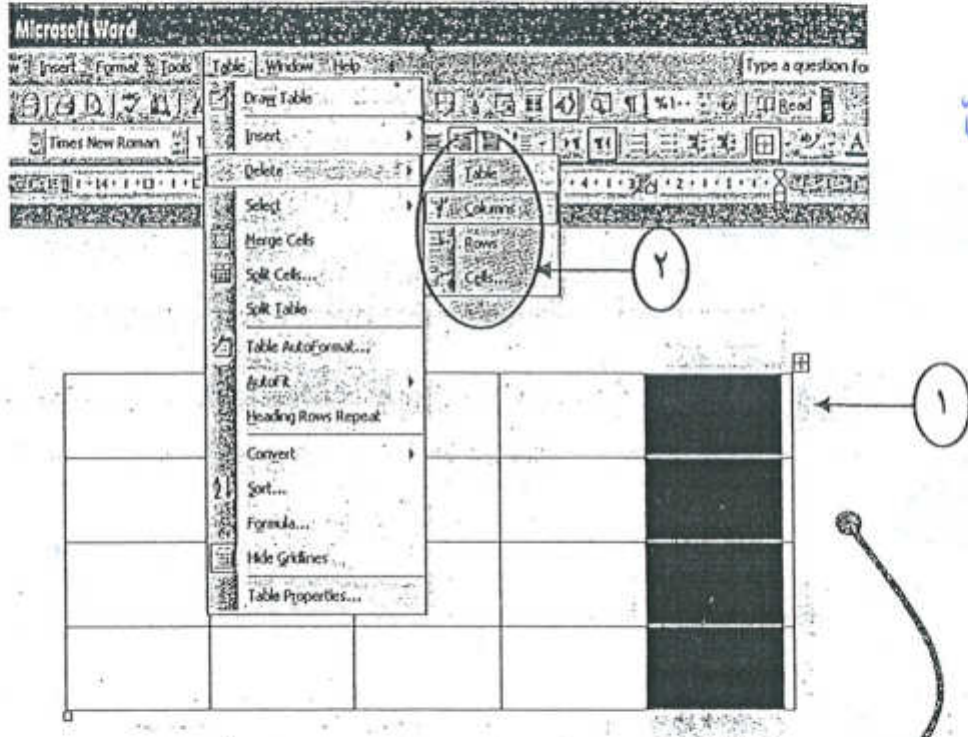 Microsoft Word
w Insert Format Tools Table Window Help Type a question for
Read
Times New Roman
Draw Table
Insert
Delete
Select
Merge Cells
Split Cells...
Split Table
Table AutoFormat...
AutoFit
Heading Rows Repeat
Convert
Sort...
Formula...
Hide Gridlines
Table Properties...
Table
Columns
Rows
Cells...
٢
١